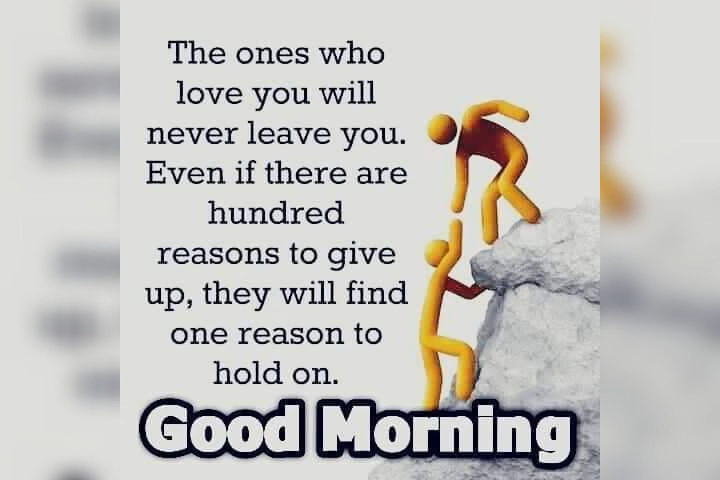 The ones who
love you will
never leave you.
Even if there are
hundred
reasons to give
up, they will find
one reason to
hold on.
Good Morning